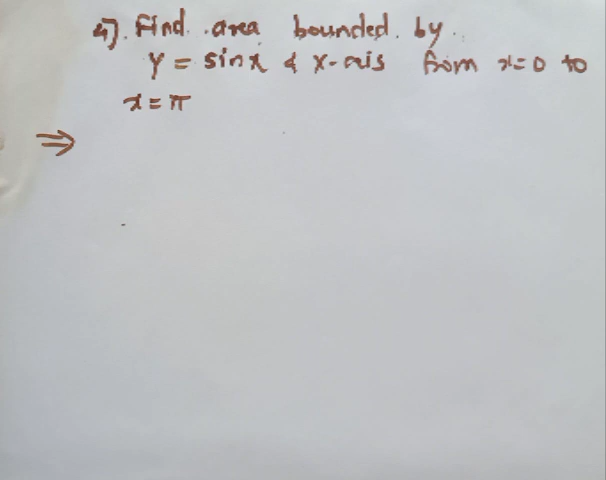 4]. Find area bounded by.
y = sinx & x-axis from x=0 to
x=π
⇒